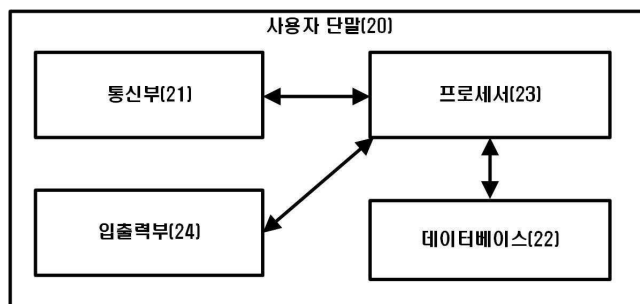 사용자 단말(20)
통신부(21)
프로세서(23)
입출력부(24)
데이터베이스(22)